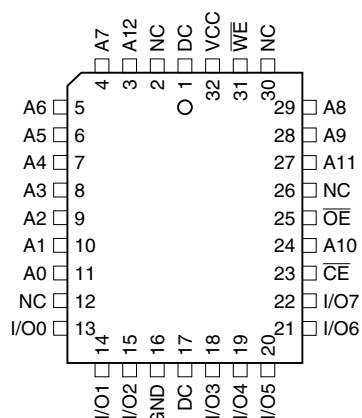 A7 A12 NC DC VCC W̅E̅ NC
4 3 2 1 32 31 30
A6 5 29 A8
A5 6 28 A9
A4 7 27 A11
A3 8 26 NC
A2 9 25 O̅E̅
A1 10 24 A10
A0 11 23 C̅E̅
NC 12 22 I/O7
I/O0 13 21 I/O6
14 15 16 17 18 19 20
I/O1 I/O2 GND DC I/O3 I/O4 I/O5